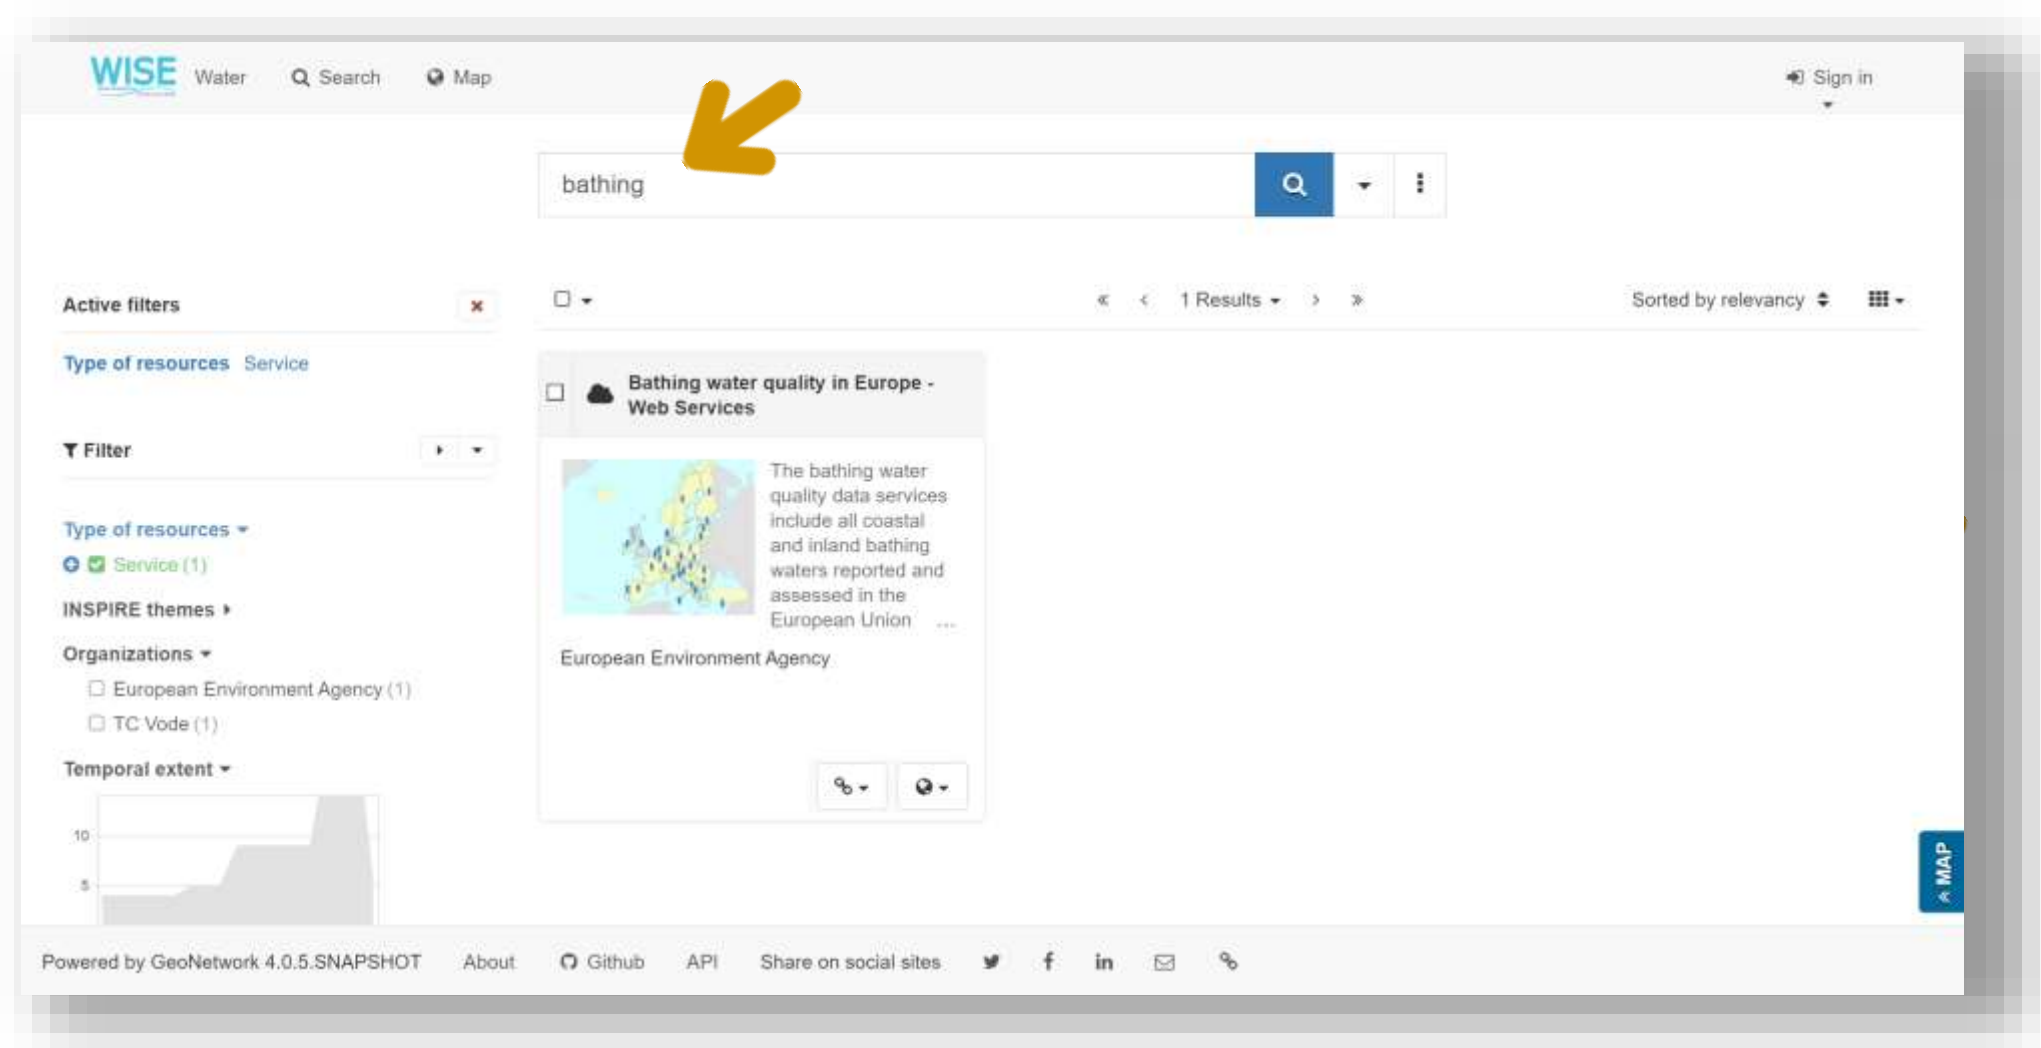 WISE Water Search Map Sign in
bathing
Active filters
1 Results
Sorted by relevancy
Type of resources Service
Bathing water quality in Europe -
Web Services
Filter
The bathing water
quality data services
include all coastal
and inland bathing
waters reported and
assessed in the
European Union ...
European Environment Agency
Type of resources
Service (1)
INSPIRE themes
Organizations
European Environment Agency (1)
TC Vode (1)
Temporal extent
10
5
MAP
Powered by GeoNetwork 4.0.5.SNAPSHOT About Github API Share on social sites